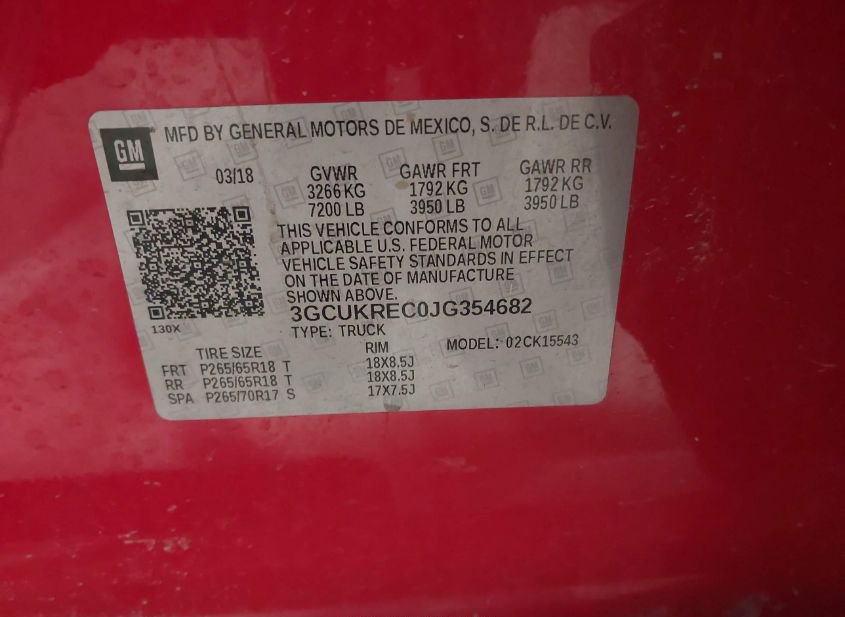 GM MFD BY GENERAL MOTORS DE MEXICO, S. DE R.L. DE C.V.
03/18 GVWR GAWR FRT GAWR RR
3266 KG 1792 KG 1792 KG
7200 LB 3950 LB 3950 LB
THIS VEHICLE CONFORMS TO ALL
APPLICABLE U.S. FEDERAL MOTOR
VEHICLE SAFETY STANDARDS IN EFFECT
ON THE DATE OF MANUFACTURE
SHOWN ABOVE.
3GCUKREC0JG354682
130X
TYPE: TRUCK
TIRE SIZE RIM MODEL: 02CK15543
FRT P265/65R18 T 18X8.5J
RR P265/65R18 T 18X8.5J
SPA P265/70R17 S 17X7.5J